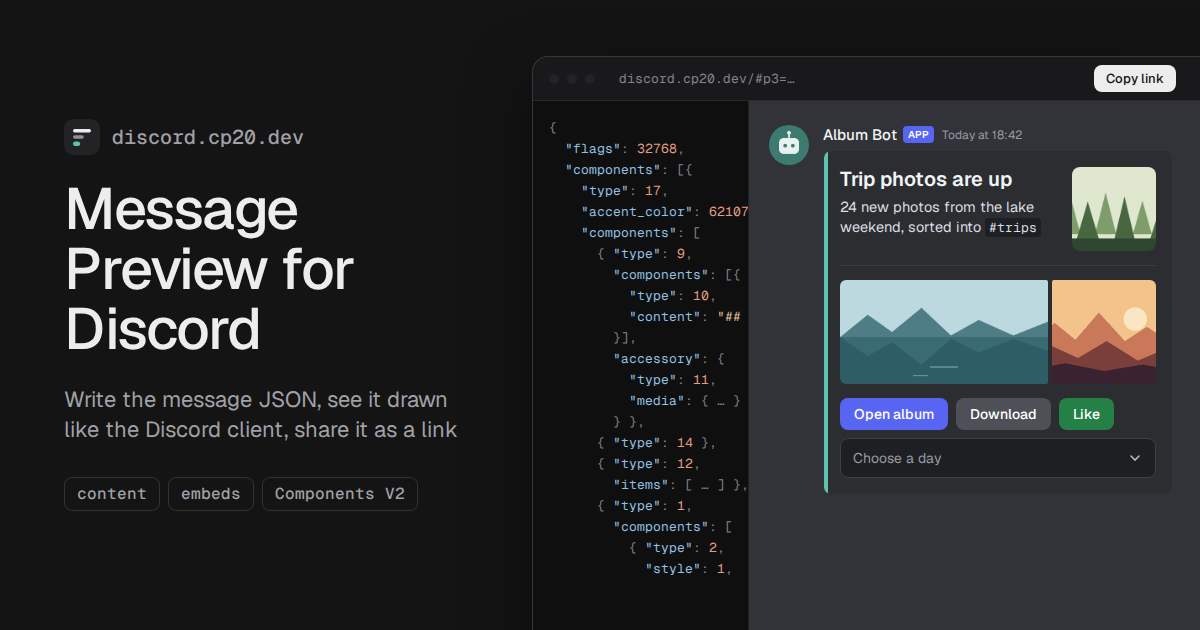 discord.cp20.dev
Message
Preview for
Discord
Write the message JSON, see it drawn
like the Discord client, share it as a link
content
embeds
Components V2
discord.cp20.dev/#p3=…
Copy link
{
"flags": 32768,
"components": [{
"type": 17,
"accent_color": 62107
"components": [
{ "type": 9,
"components": [{
"type": 10,
"content": "##
}],
"accessory": {
"type": 11,
"media": { … }
} },
{ "type": 14 },
{ "type": 12,
"items": [ … ] },
{ "type": 1,
"components": [
{ "type": 2,
"style": 1,
Album Bot APP Today at 18:42
Trip photos are up
24 new photos from the lake
weekend, sorted into #trips
Open album
Download
Like
Choose a day